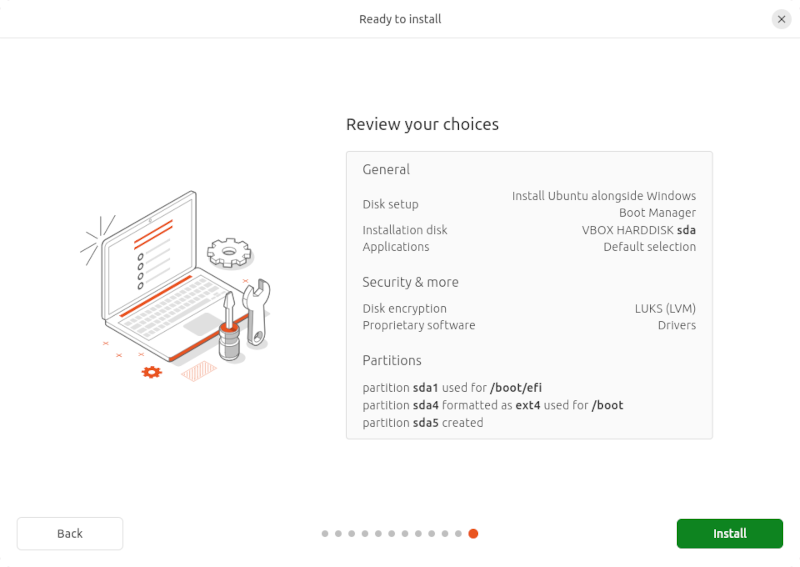 Ready to install
Review your choices
General
Disk setup
Install Ubuntu alongside Windows
Boot Manager
Installation disk
VBOX HARDDISK sda
Applications
Default selection
Security & more
Disk encryption
LUKS (LVM)
Proprietary software
Drivers
Partitions
partition sda1 used for /boot/efi
partition sda4 formatted as ext4 used for /boot
partition sda5 created
Back
Install